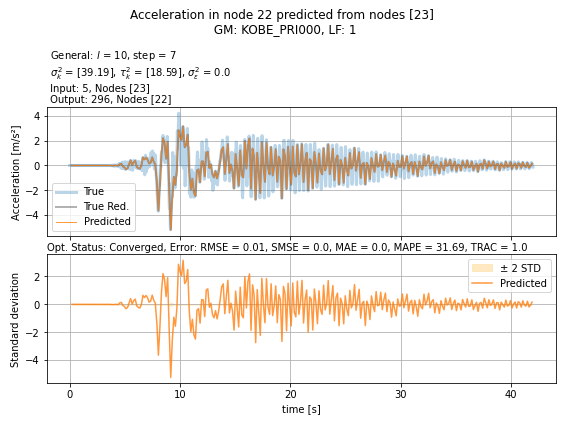 Acceleration in node 22 predicted from nodes [23]
GM: KOBE_PRI000, LF: 1
General: l = 10, step = 7
σ²ₖ = [39.19], τ²ₖ = [18.59], σ²ε = 0.0
Input: 5, Nodes [23]
Output: 296, Nodes [22]
Acceleration [m/s²]
4
2
0
−2
−4
True
True Red.
Predicted
Opt. Status: Converged, Error: RMSE = 0.01, SMSE = 0.0, MAE = 0.0, MAPE = 31.69, TRAC = 1.0
Standard deviation
2
0
−2
−4
± 2 STD
Predicted
0
10
20
30
40
time [s]